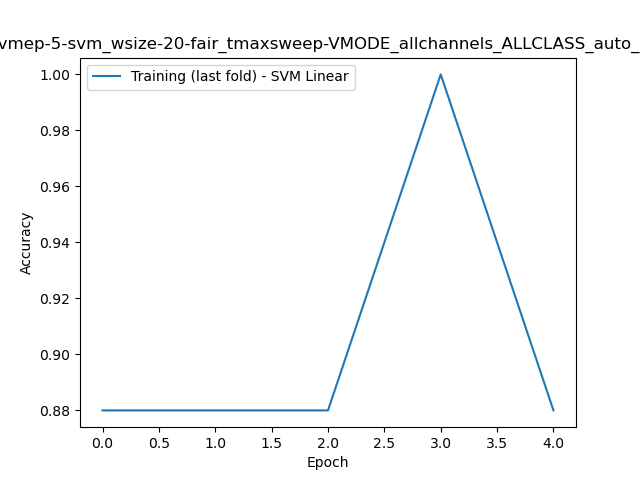 vmep-5-svm_wsize-20-fair_tmaxsweep-VMODE_allchannels_ALLCLASS_auto_
Training (last fold) - SVM Linear
1.00
0.98
0.96
0.94
0.92
0.90
0.88
Accuracy
0.0 0.5 1.0 1.5 2.0 2.5 3.0 3.5 4.0
Epoch